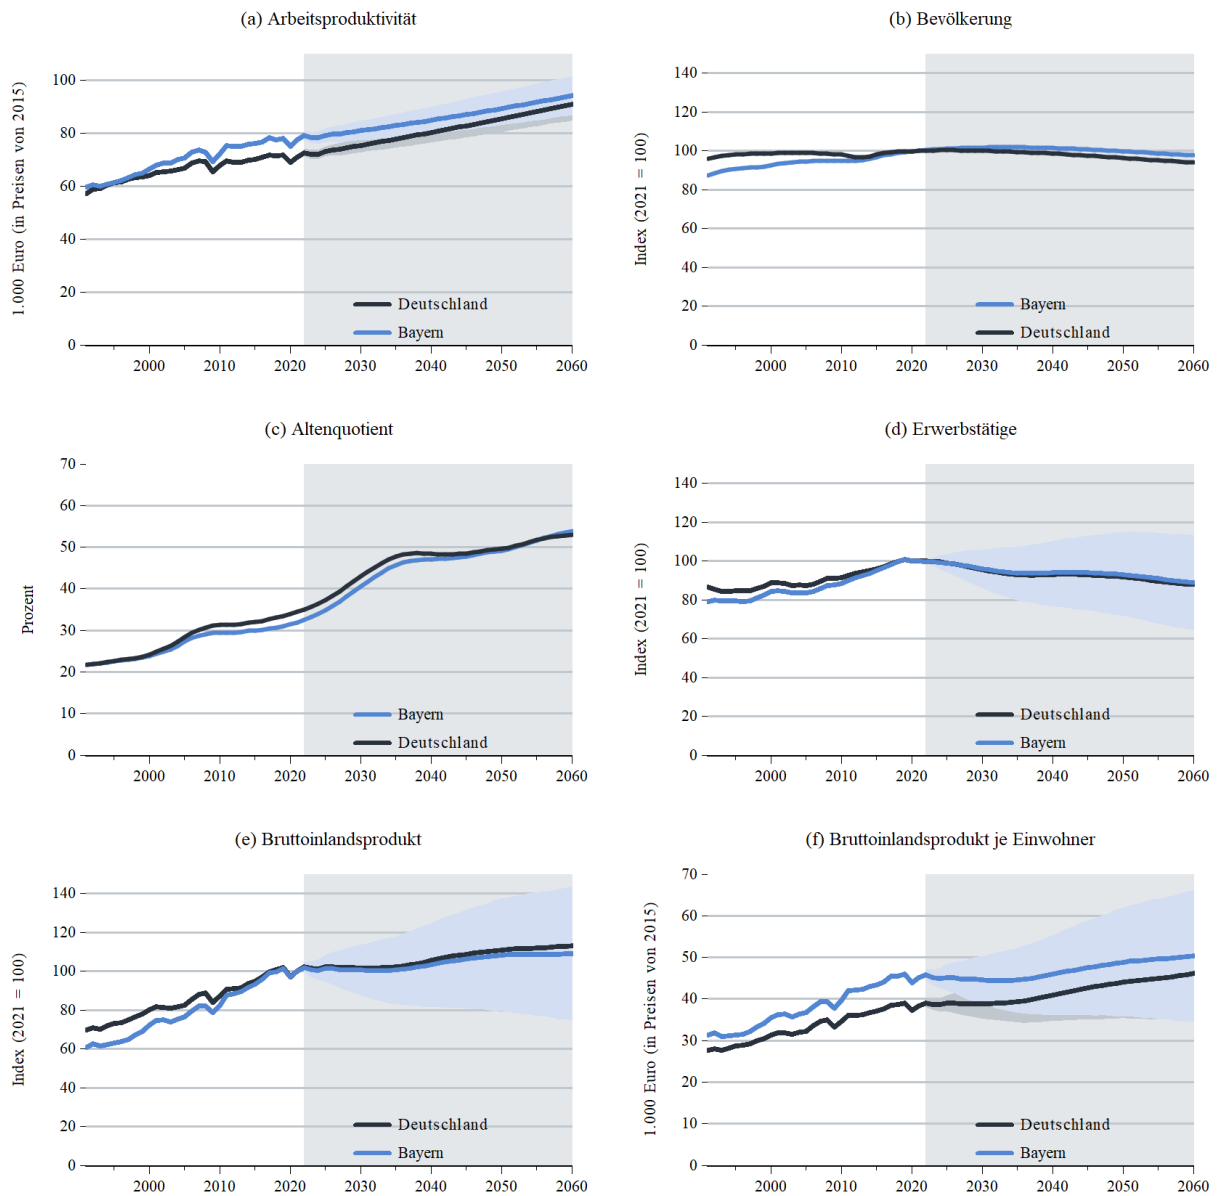 (a) Arbeitsproduktivität
1.000 Euro (in Preisen von 2015)
100
80
60
40
20
0
2000 2010 2020 2030 2040 2050 2060
Deutschland
Bayern
(b) Bevölkerung
Index (2021 = 100)
140
120
100
80
60
40
20
0
2000 2010 2020 2030 2040 2050 2060
Bayern
Deutschland
(c) Altenquotient
Prozent
70
60
50
40
30
20
10
0
2000 2010 2020 2030 2040 2050 2060
Bayern
Deutschland
(d) Erwerbstätige
Index (2021 = 100)
140
120
100
80
60
40
20
0
2000 2010 2020 2030 2040 2050 2060
Deutschland
Bayern
(e) Bruttoinlandsprodukt
Index (2021 = 100)
140
120
100
80
60
40
20
0
2000 2010 2020 2030 2040 2050 2060
Deutschland
Bayern
(f) Bruttoinlandsprodukt je Einwohner
1.000 Euro (in Preisen von 2015)
70
60
50
40
30
20
10
0
2000 2010 2020 2030 2040 2050 2060
Deutschland
Bayern